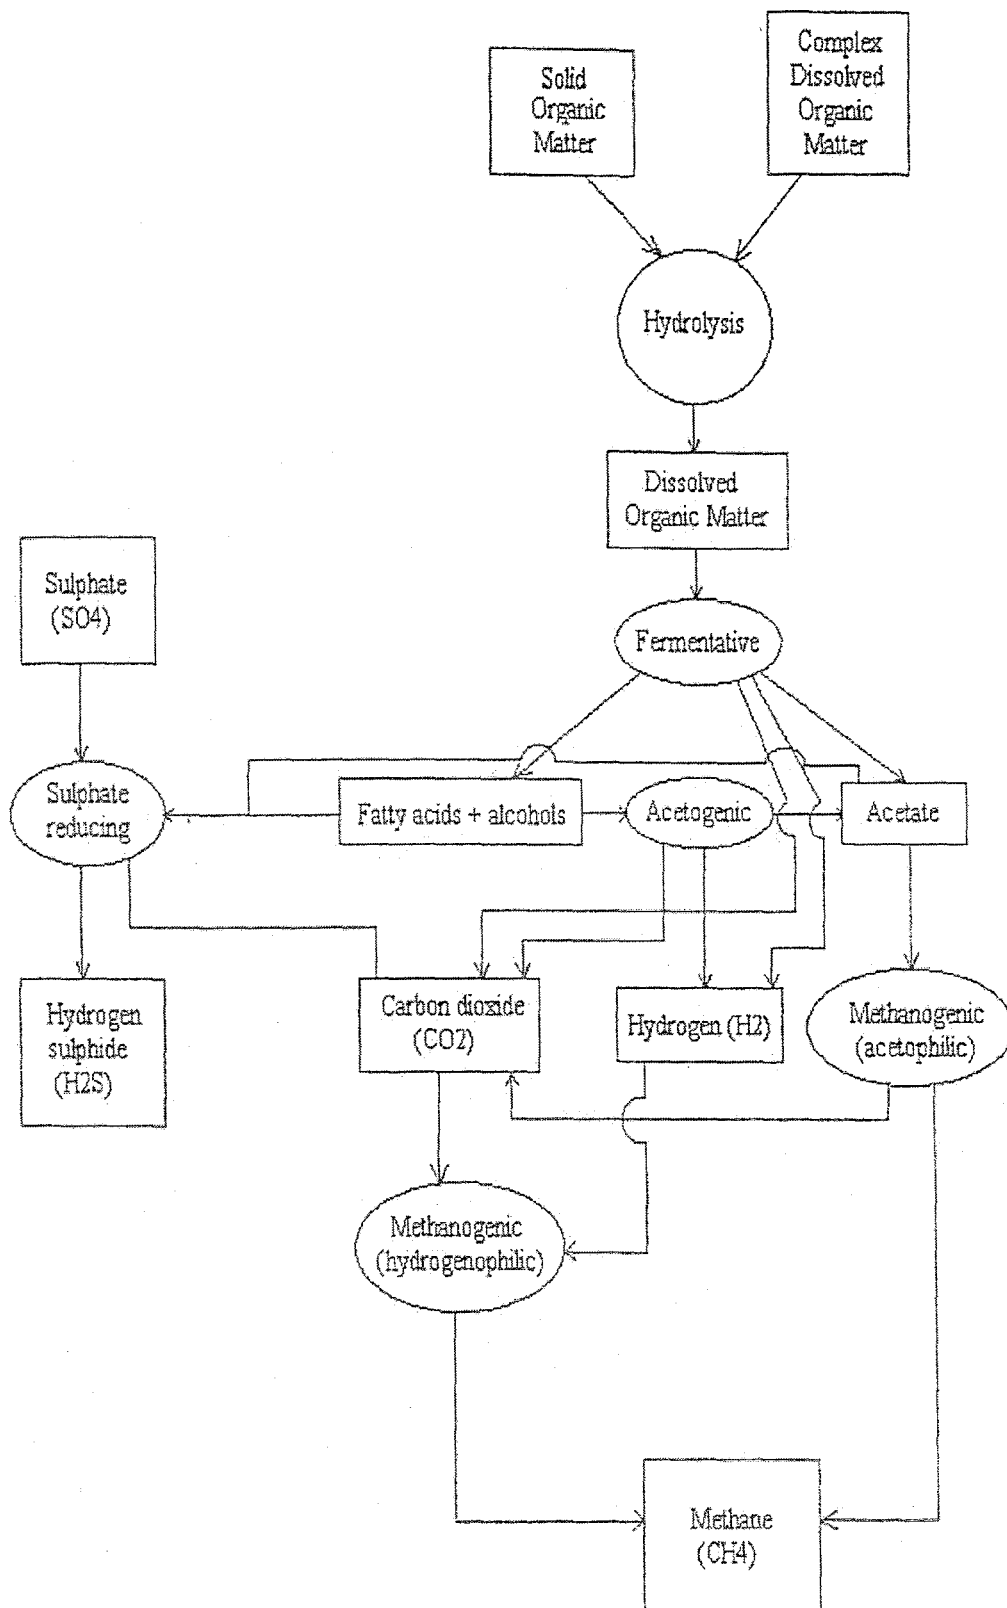 Solid
Organic
Matter
Complex
Dissolved
Organic
Matter
Hydrolysis
Dissolved
Organic Matter
Sulphate
(SO4)
Fermentative
Sulphate
reducing
Fatty acids + alcohols
Acetogenic
Acetate
Hydrogen
sulphide
(H2S)
Carbon dioxide
(CO2)
Hydrogen (H2)
Methanogenic
(acetophilic)
Methanogenic
(hydrogenophilic)
Methane
(CH4)